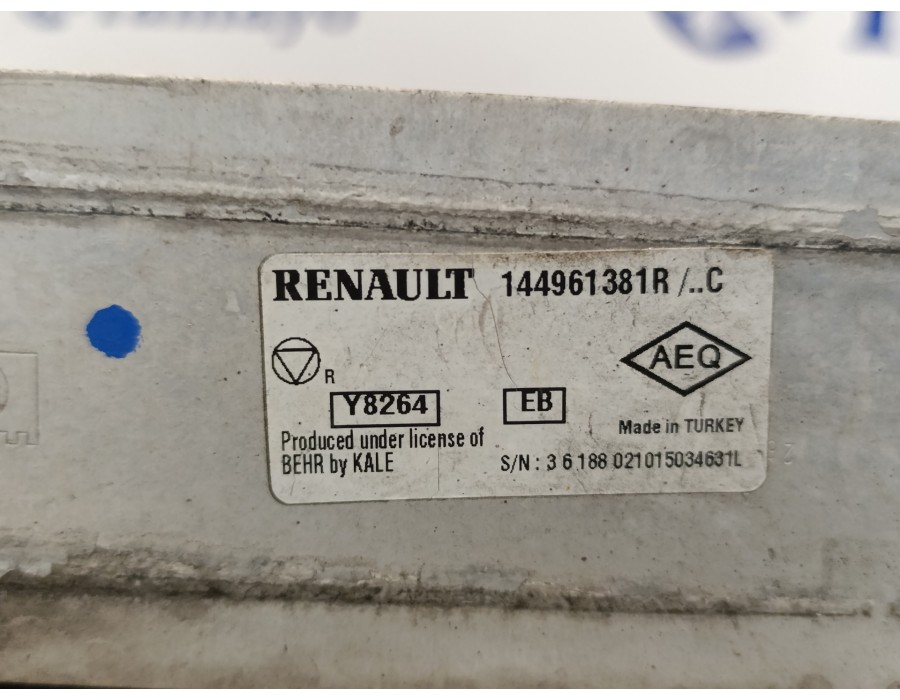 RENAULT 144961381R /..C
R
AEQ
Y8264 EB
Made in TURKEY
Produced under license of
BEHR by KALE
S/N : 3 6 188 021015034631L